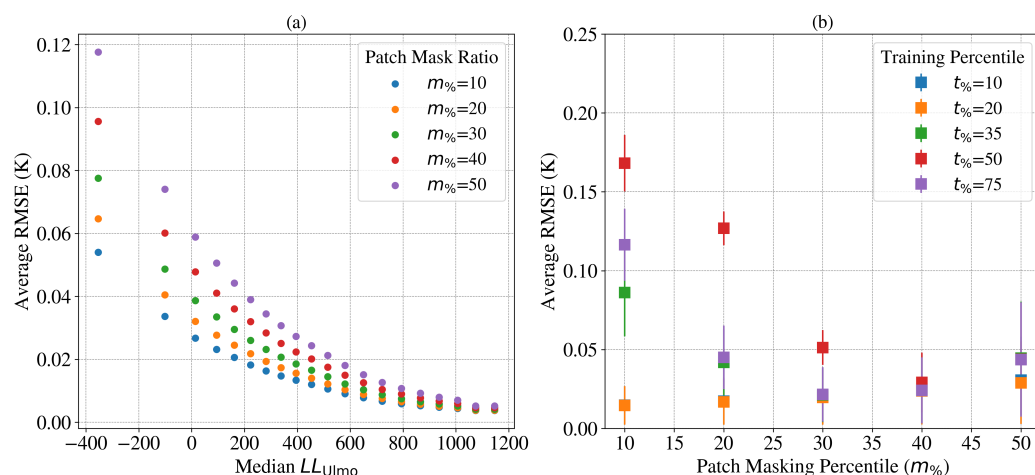 (a)
Average RMSE (K)
0.12
0.10
0.08
0.06
0.04
0.02
0.00
Patch Mask Ratio
m%=10
m%=20
m%=30
m%=40
m%=50
−400 −200 0 200 400 600 800 1000 1200
Median LL_Ulmo
(b)
Average RMSE (K)
0.25
0.20
0.15
0.10
0.05
0.00
Training Percentile
t%=10
t%=20
t%=35
t%=50
t%=75
10 15 20 25 30 35 40 45 50
Patch Masking Percentile (m%)